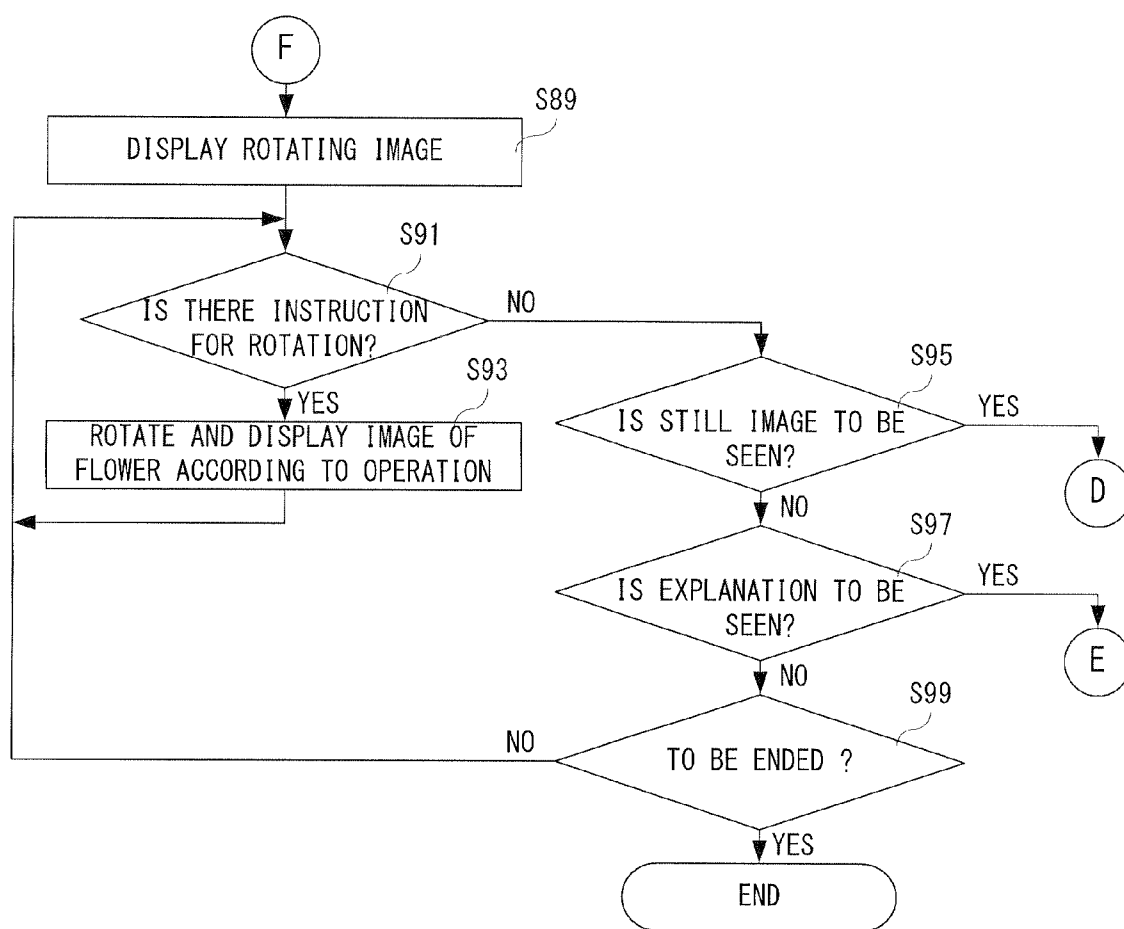 F
S89
DISPLAY ROTATING IMAGE
S91
IS THERE INSTRUCTION
FOR ROTATION?
NO
YES
S93
ROTATE AND DISPLAY IMAGE OF
FLOWER ACCORDING TO OPERATION
S95
IS STILL IMAGE TO BE
SEEN?
YES
D
NO
S97
IS EXPLANATION TO BE
SEEN?
YES
E
NO
S99
TO BE ENDED ?
NO
YES
END